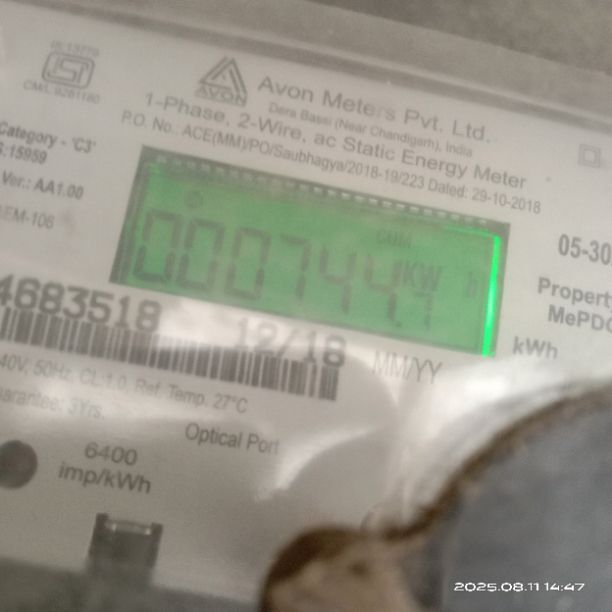 IS 13779
CM/L 9261180
AVON
Avon Meters Pvt. Ltd.
Dera Bassi (Near Chandigarh), India
1-Phase, 2-Wire, ac Static Energy Meter
P.O. No.: ACE(MM)/PO/Saubhagya/2018-19/223 Dated: 29-10-2018
Category - 'C3'
S:15959
Ver.: AA1.00
EM-106
CUM
000744.7 KW h
05-30
Property
MePDC
kWh
4683518
12/18 MM/YY
40V, 50Hz, CL:1.0, Ref. Temp. 27°C
uarantee: 3Yrs.
Optical Port
6400
imp/kWh
2025.08.11 14:47